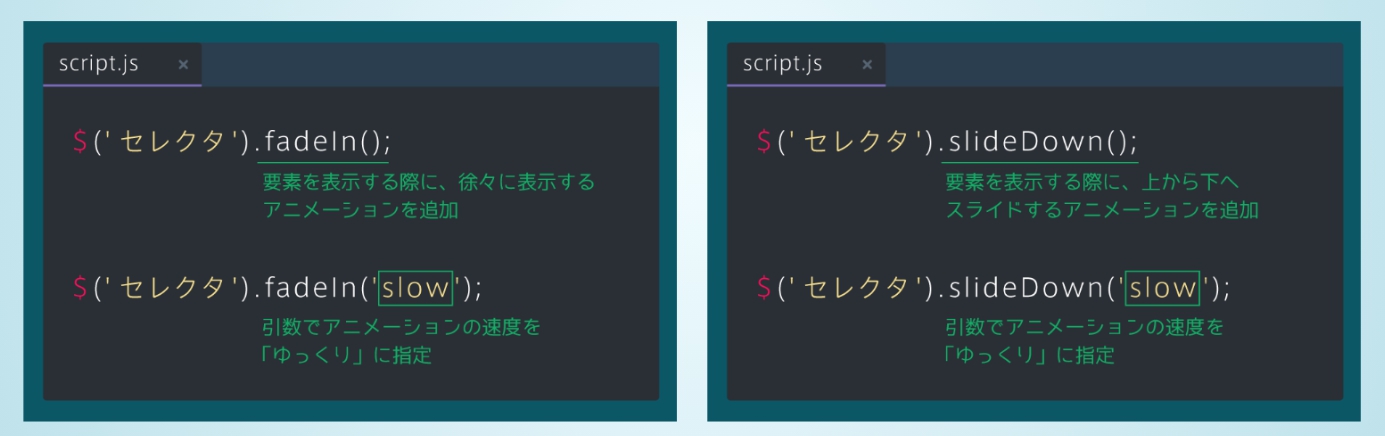 script.js ×
$('セレクタ').fadeIn();
要素を表示する際に、徐々に表示する
アニメーションを追加
$('セレクタ').fadeIn('slow');
引数でアニメーションの速度を
「ゆっくり」に指定
script.js ×
$('セレクタ').slideDown();
要素を表示する際に、上から下へ
スライドするアニメーションを追加
$('セレクタ').slideDown('slow');
引数でアニメーションの速度を
「ゆっくり」に指定